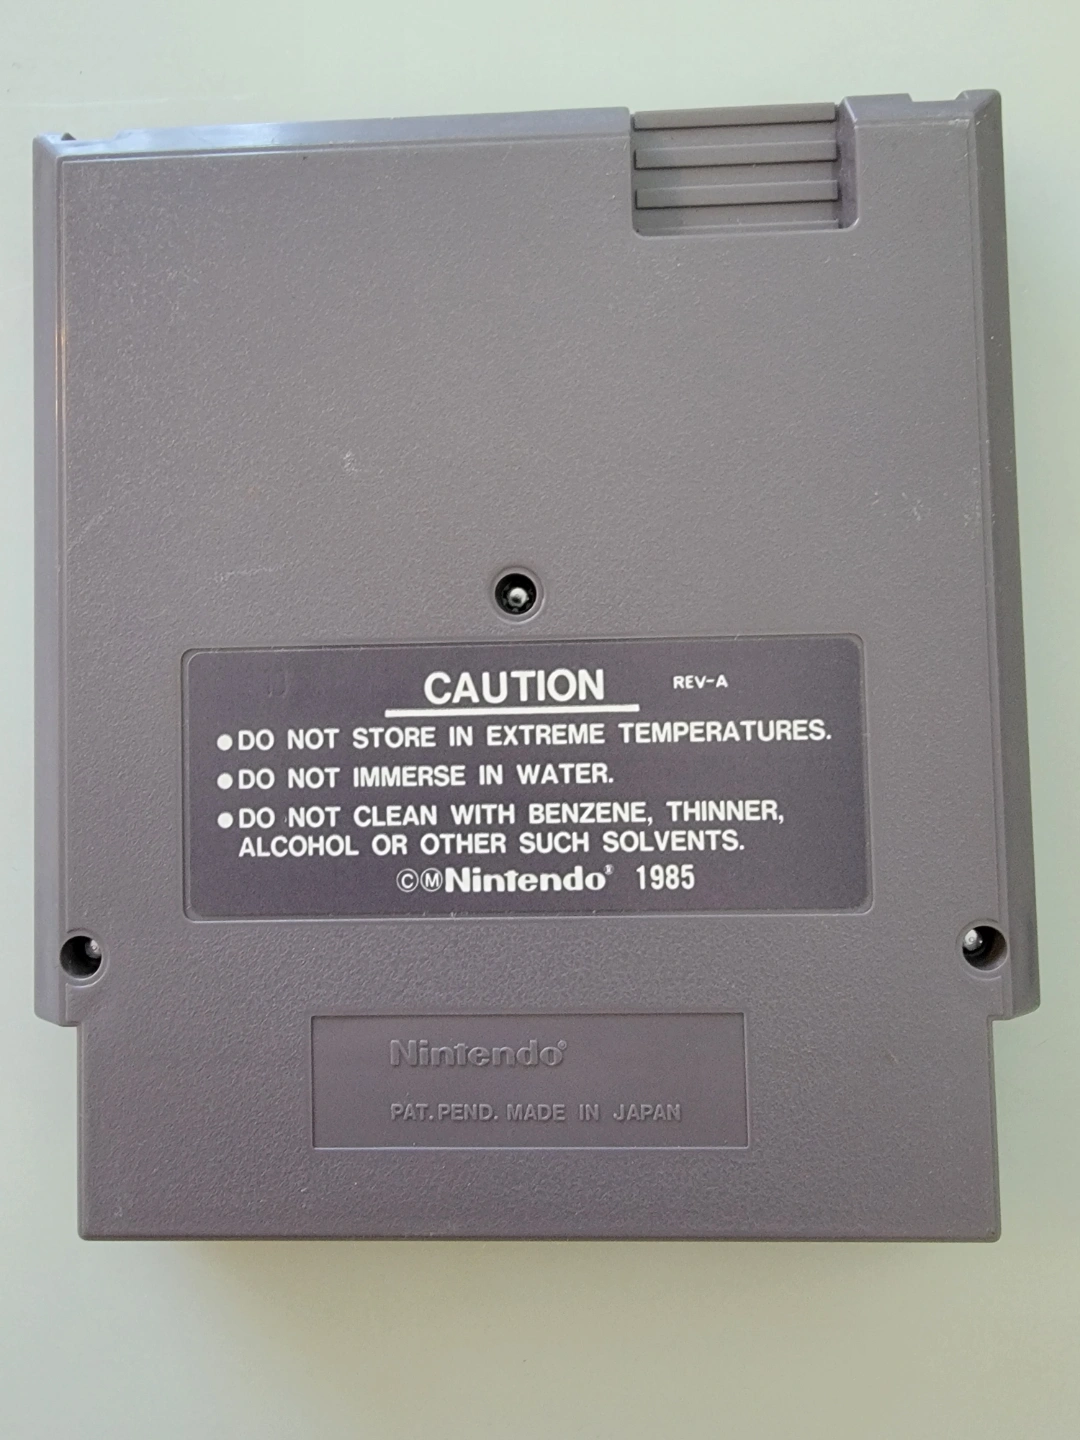 CAUTION REV-A
●DO NOT STORE IN EXTREME TEMPERATURES.
●DO NOT IMMERSE IN WATER.
●DO NOT CLEAN WITH BENZENE, THINNER,
ALCOHOL OR OTHER SUCH SOLVENTS.
ⒸⓂNintendo® 1985
Nintendo®
PAT. PEND. MADE IN JAPAN